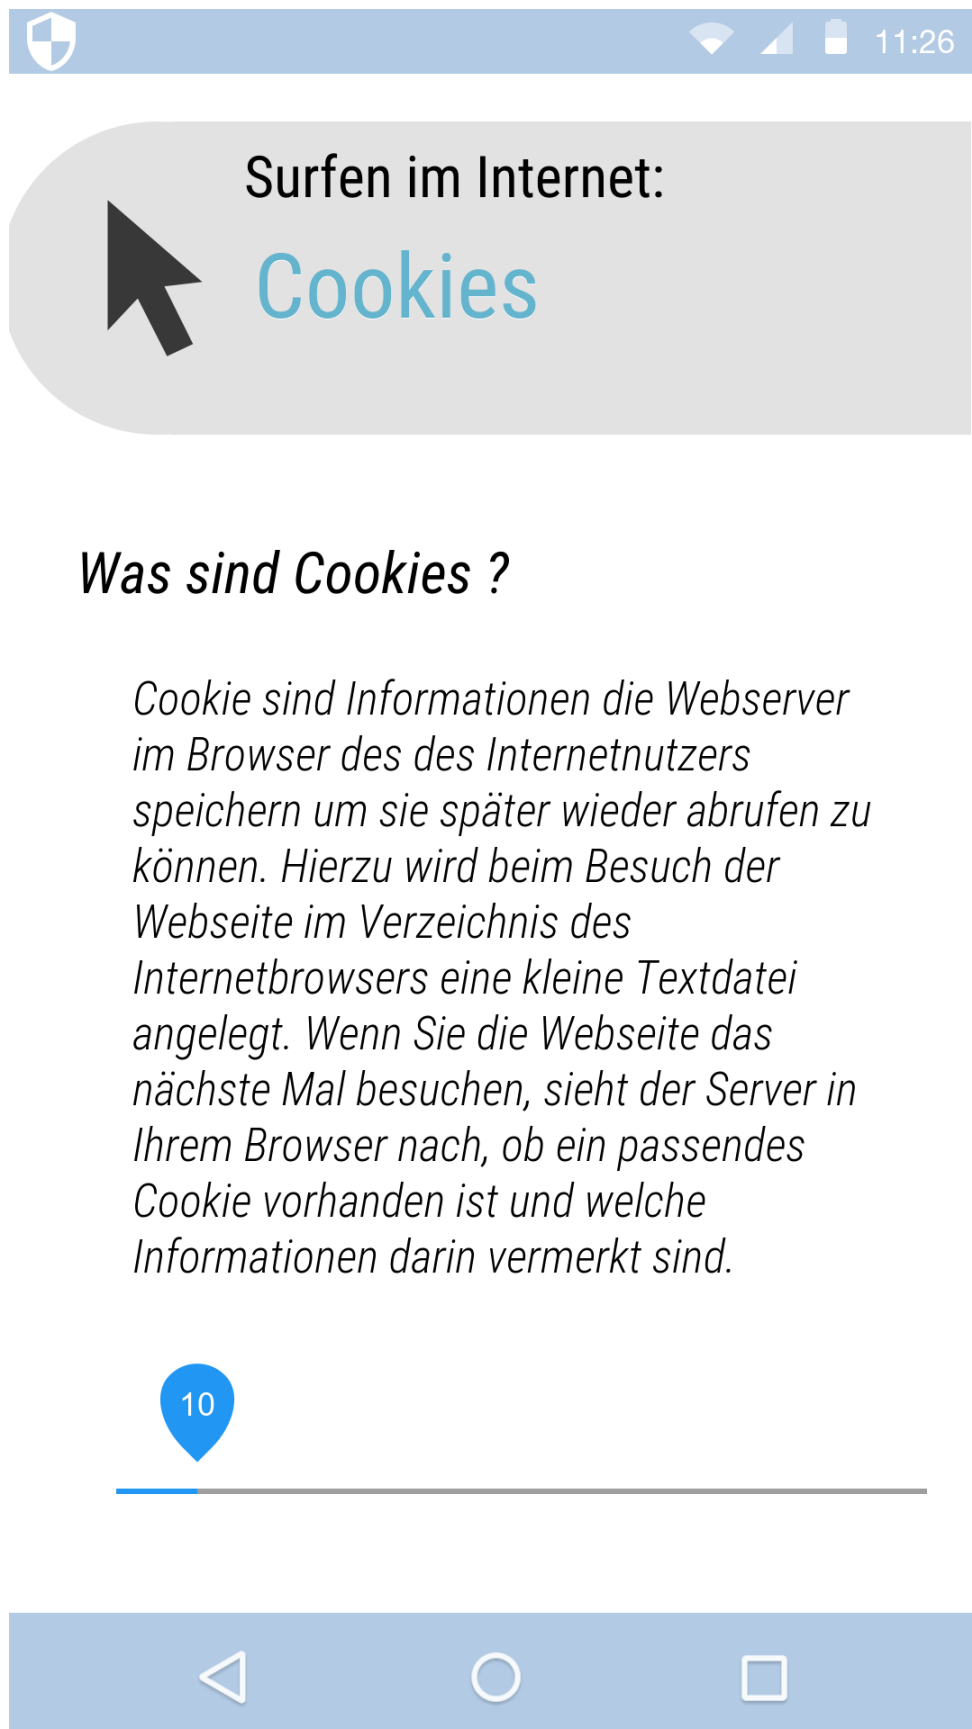 11:26
Surfen im Internet:
Cookies
Was sind Cookies ?
Cookie sind Informationen die Webserver
im Browser des des Internetnutzers
speichern um sie später wieder abrufen zu
können. Hierzu wird beim Besuch der
Webseite im Verzeichnis des
Internetbrowsers eine kleine Textdatei
angelegt. Wenn Sie die Webseite das
nächste Mal besuchen, sieht der Server in
Ihrem Browser nach, ob ein passendes
Cookie vorhanden ist und welche
Informationen darin vermerkt sind.
10